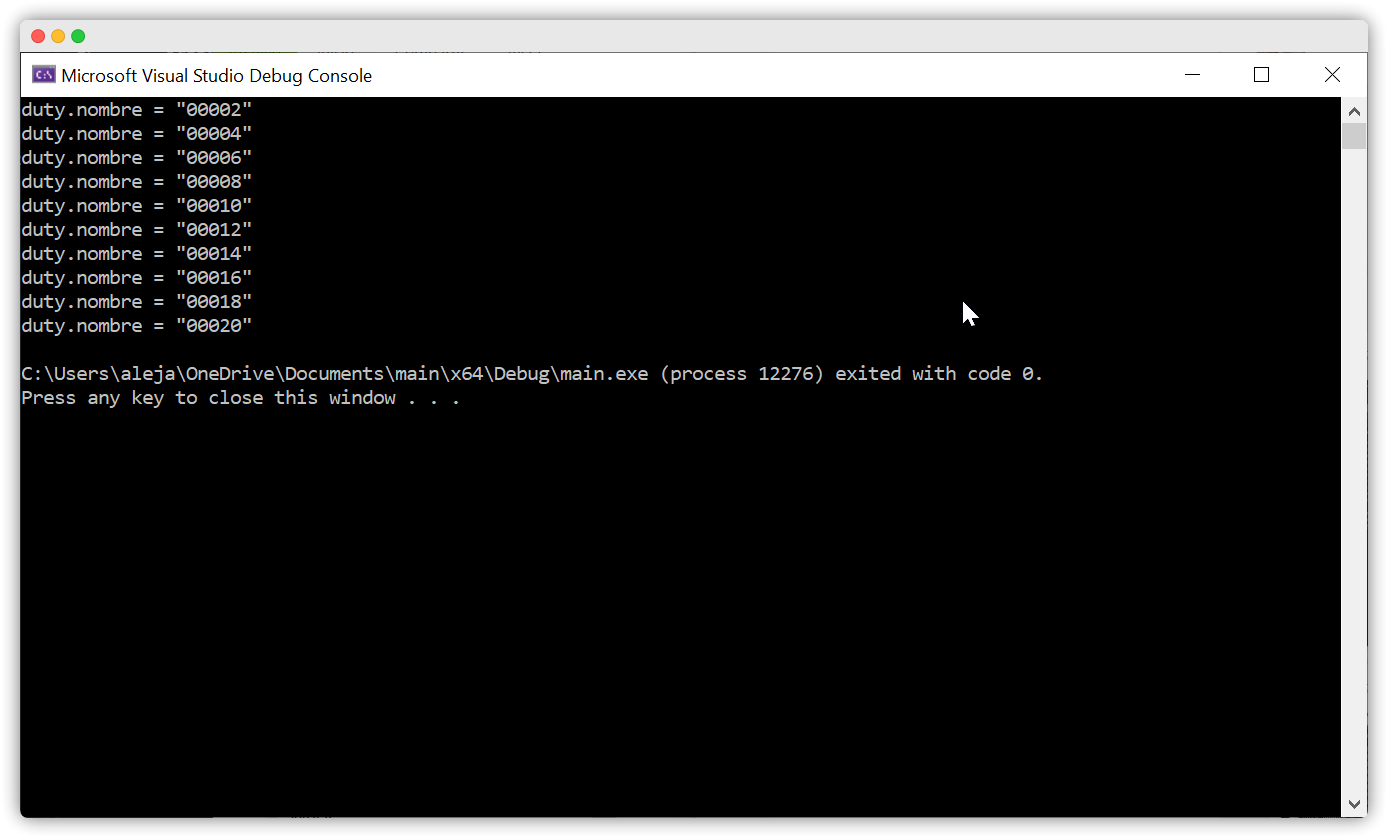 C:\ Microsoft Visual Studio Debug Console
duty.nombre = "00002"
duty.nombre = "00004"
duty.nombre = "00006"
duty.nombre = "00008"
duty.nombre = "00010"
duty.nombre = "00012"
duty.nombre = "00014"
duty.nombre = "00016"
duty.nombre = "00018"
duty.nombre = "00020"
C:\Users\aleja\OneDrive\Documents\main\x64\Debug\main.exe (process 12276) exited with code 0.
Press any key to close this window . . .